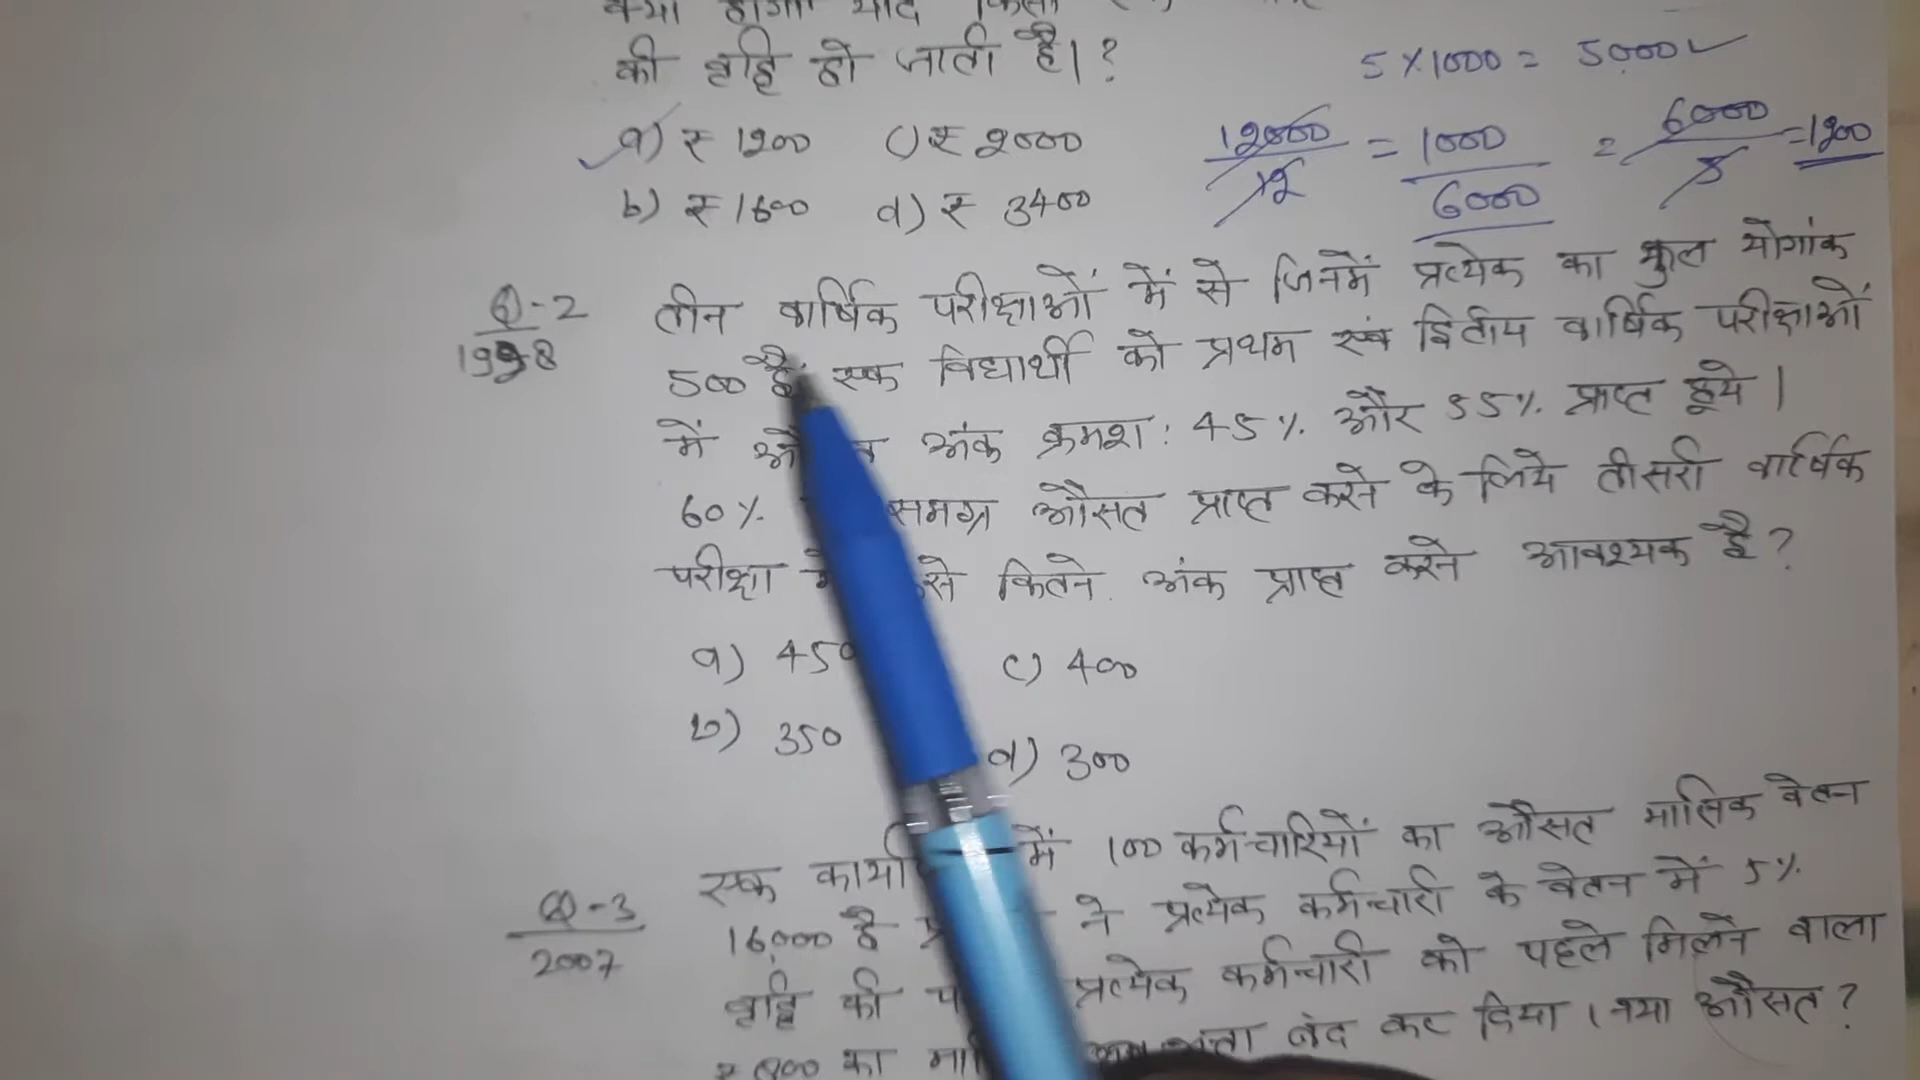 की वृद्धि हो जाती है।?
5 × 1000 = 5000 ✓
a) ₹ 1200 c) ₹ 2000
12000/12 = 1000/6000 = 6000/5 = 1200
b) ₹ 1600 d) ₹ 3400
Q-2
1998
तीन वार्षिक परीक्षाओं में से जिनमें प्रत्येक का कुल योगांक
500 है एक विद्यार्थी को प्रथम एवं द्वितीय वार्षिक परीक्षाओं
में अंक क्रमश: 45% और 55% प्राप्त हुये।
60% समग्र औसत प्राप्त करने के लिये तीसरी वार्षिक
परीक्षा कितने अंक प्राप्त करने आवश्यक है?
a) 450 c) 400
b) 350 d) 300
Q-3
2007
एक में 100 कर्मचारियों का औसत मासिक वेतन
16,000 है ने प्रत्येक कर्मचारी के वेतन में 5%
वृद्धि की प्रत्येक कर्मचारी को पहले मिलने वाला
का बंद कर दिया। नया औसत?